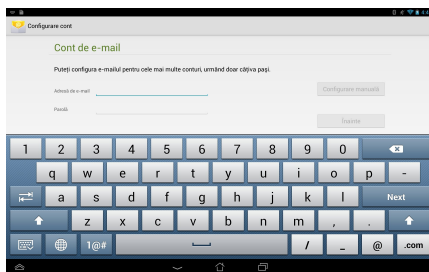 Configurare cont
Cont de e-mail
Puteți configura e-mailul pentru cele mai multe conturi, urmând doar câțiva pași.
Adresă de e-mail
Configurare manuală
Parolă
Înainte
1 2 3 4 5 6 7 8 9 0
q w e r t y u i o p -
a s d f g h j k l Next
z x c v b n m , .
1@# / _ @ .com